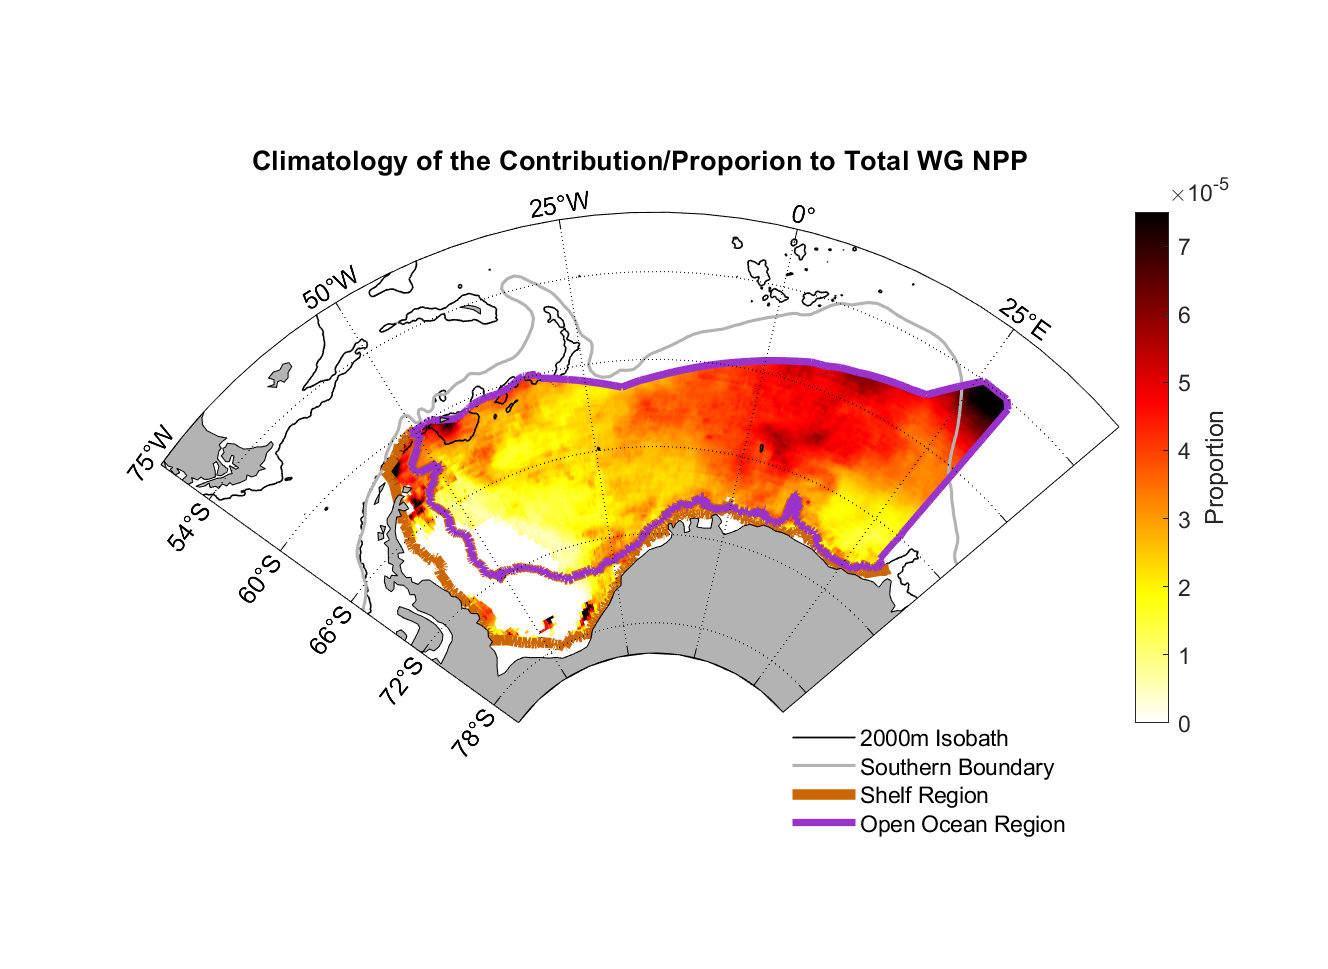 Climatology of the Contribution/Proporion to Total WG NPP
×10-5
25°W
0°
50°W
25°E
75°W
54°S
60°S
66°S
72°S
78°S
7
6
5
4
3
2
1
0
Proportion
2000m Isobath
Southern Boundary
Shelf Region
Open Ocean Region